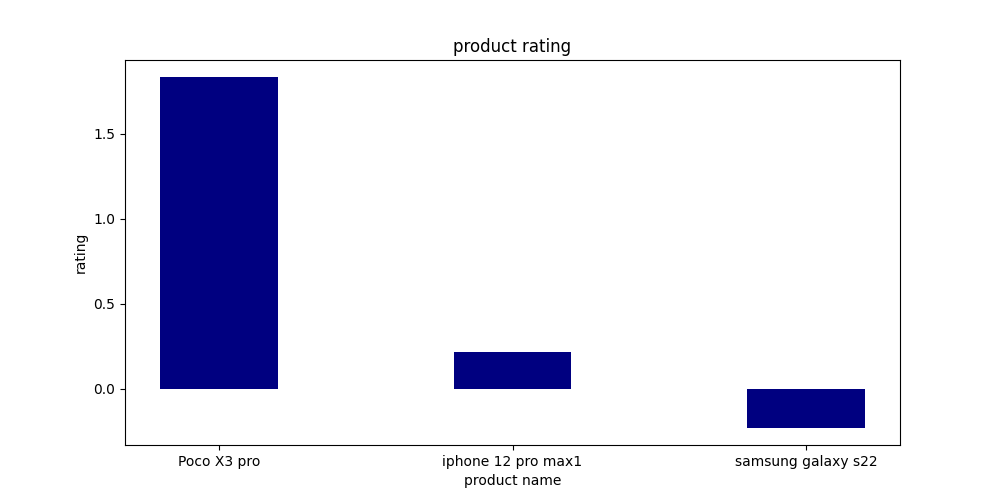 product rating
1.5
1.0
0.5
0.0
rating
Poco X3 pro
iphone 12 pro max1
samsung galaxy s22
product name